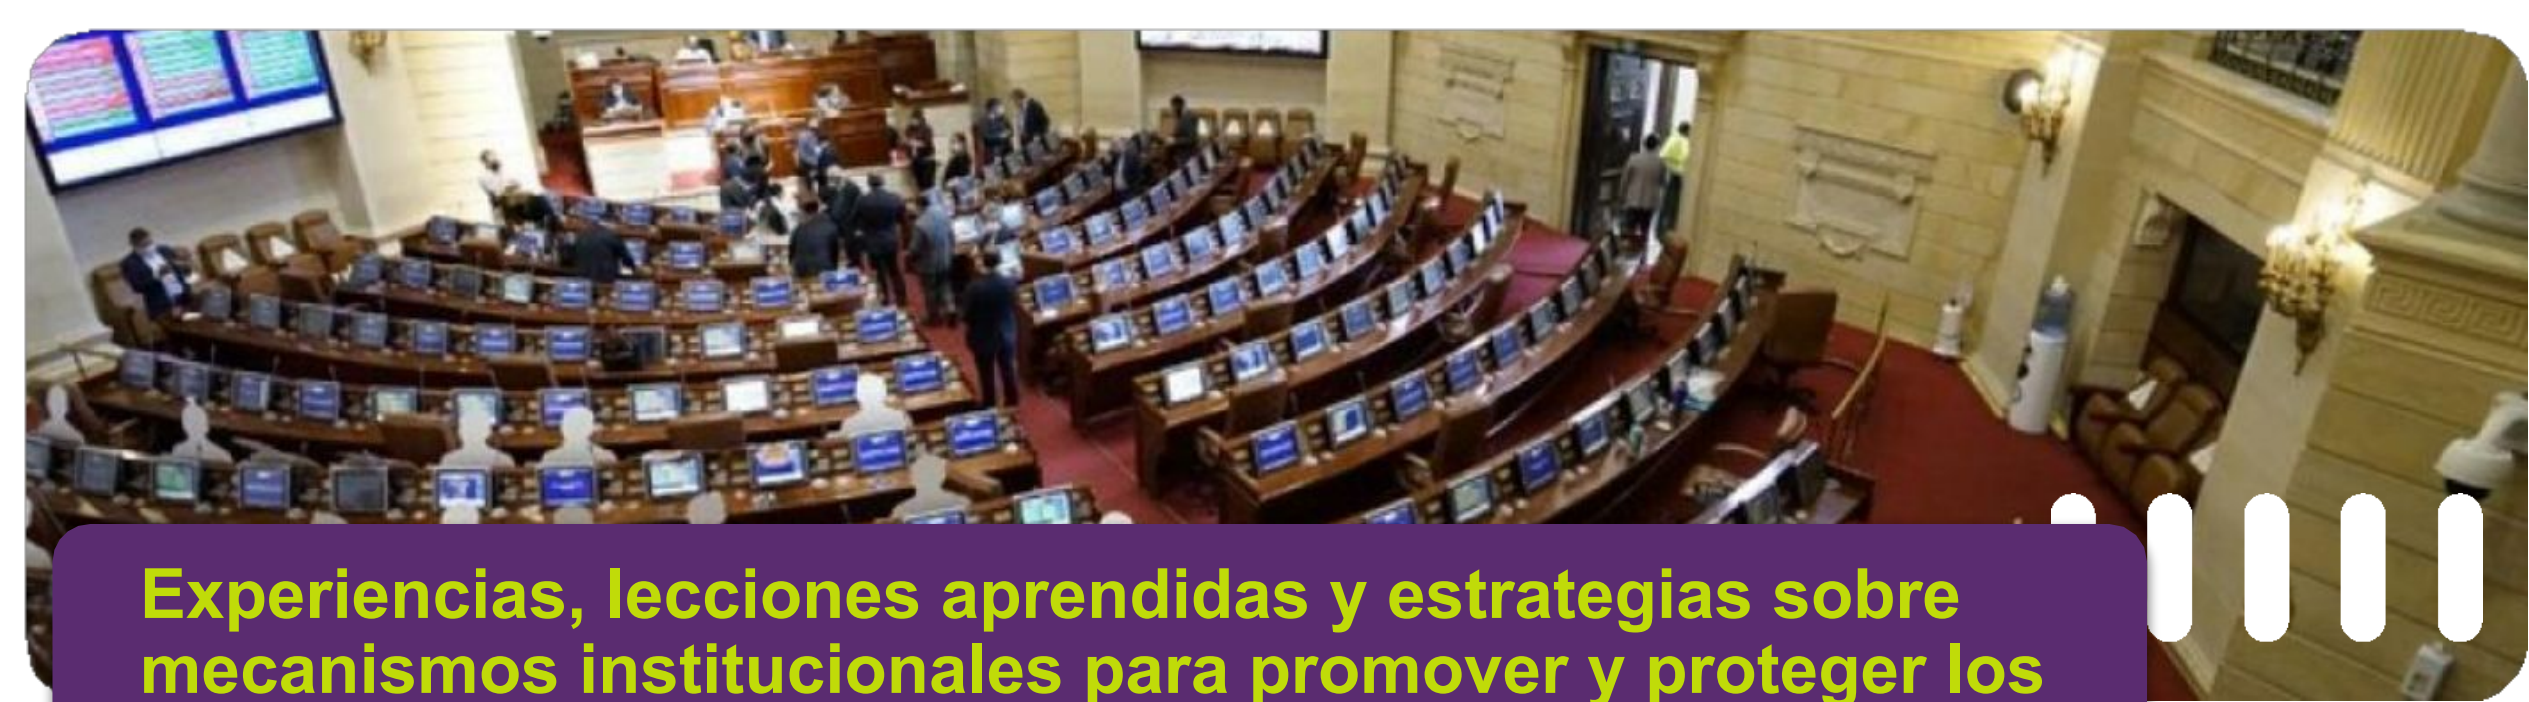 Experiencias, lecciones aprendidas y estrategias sobre
mecanismos institucionales para promover y proteger los